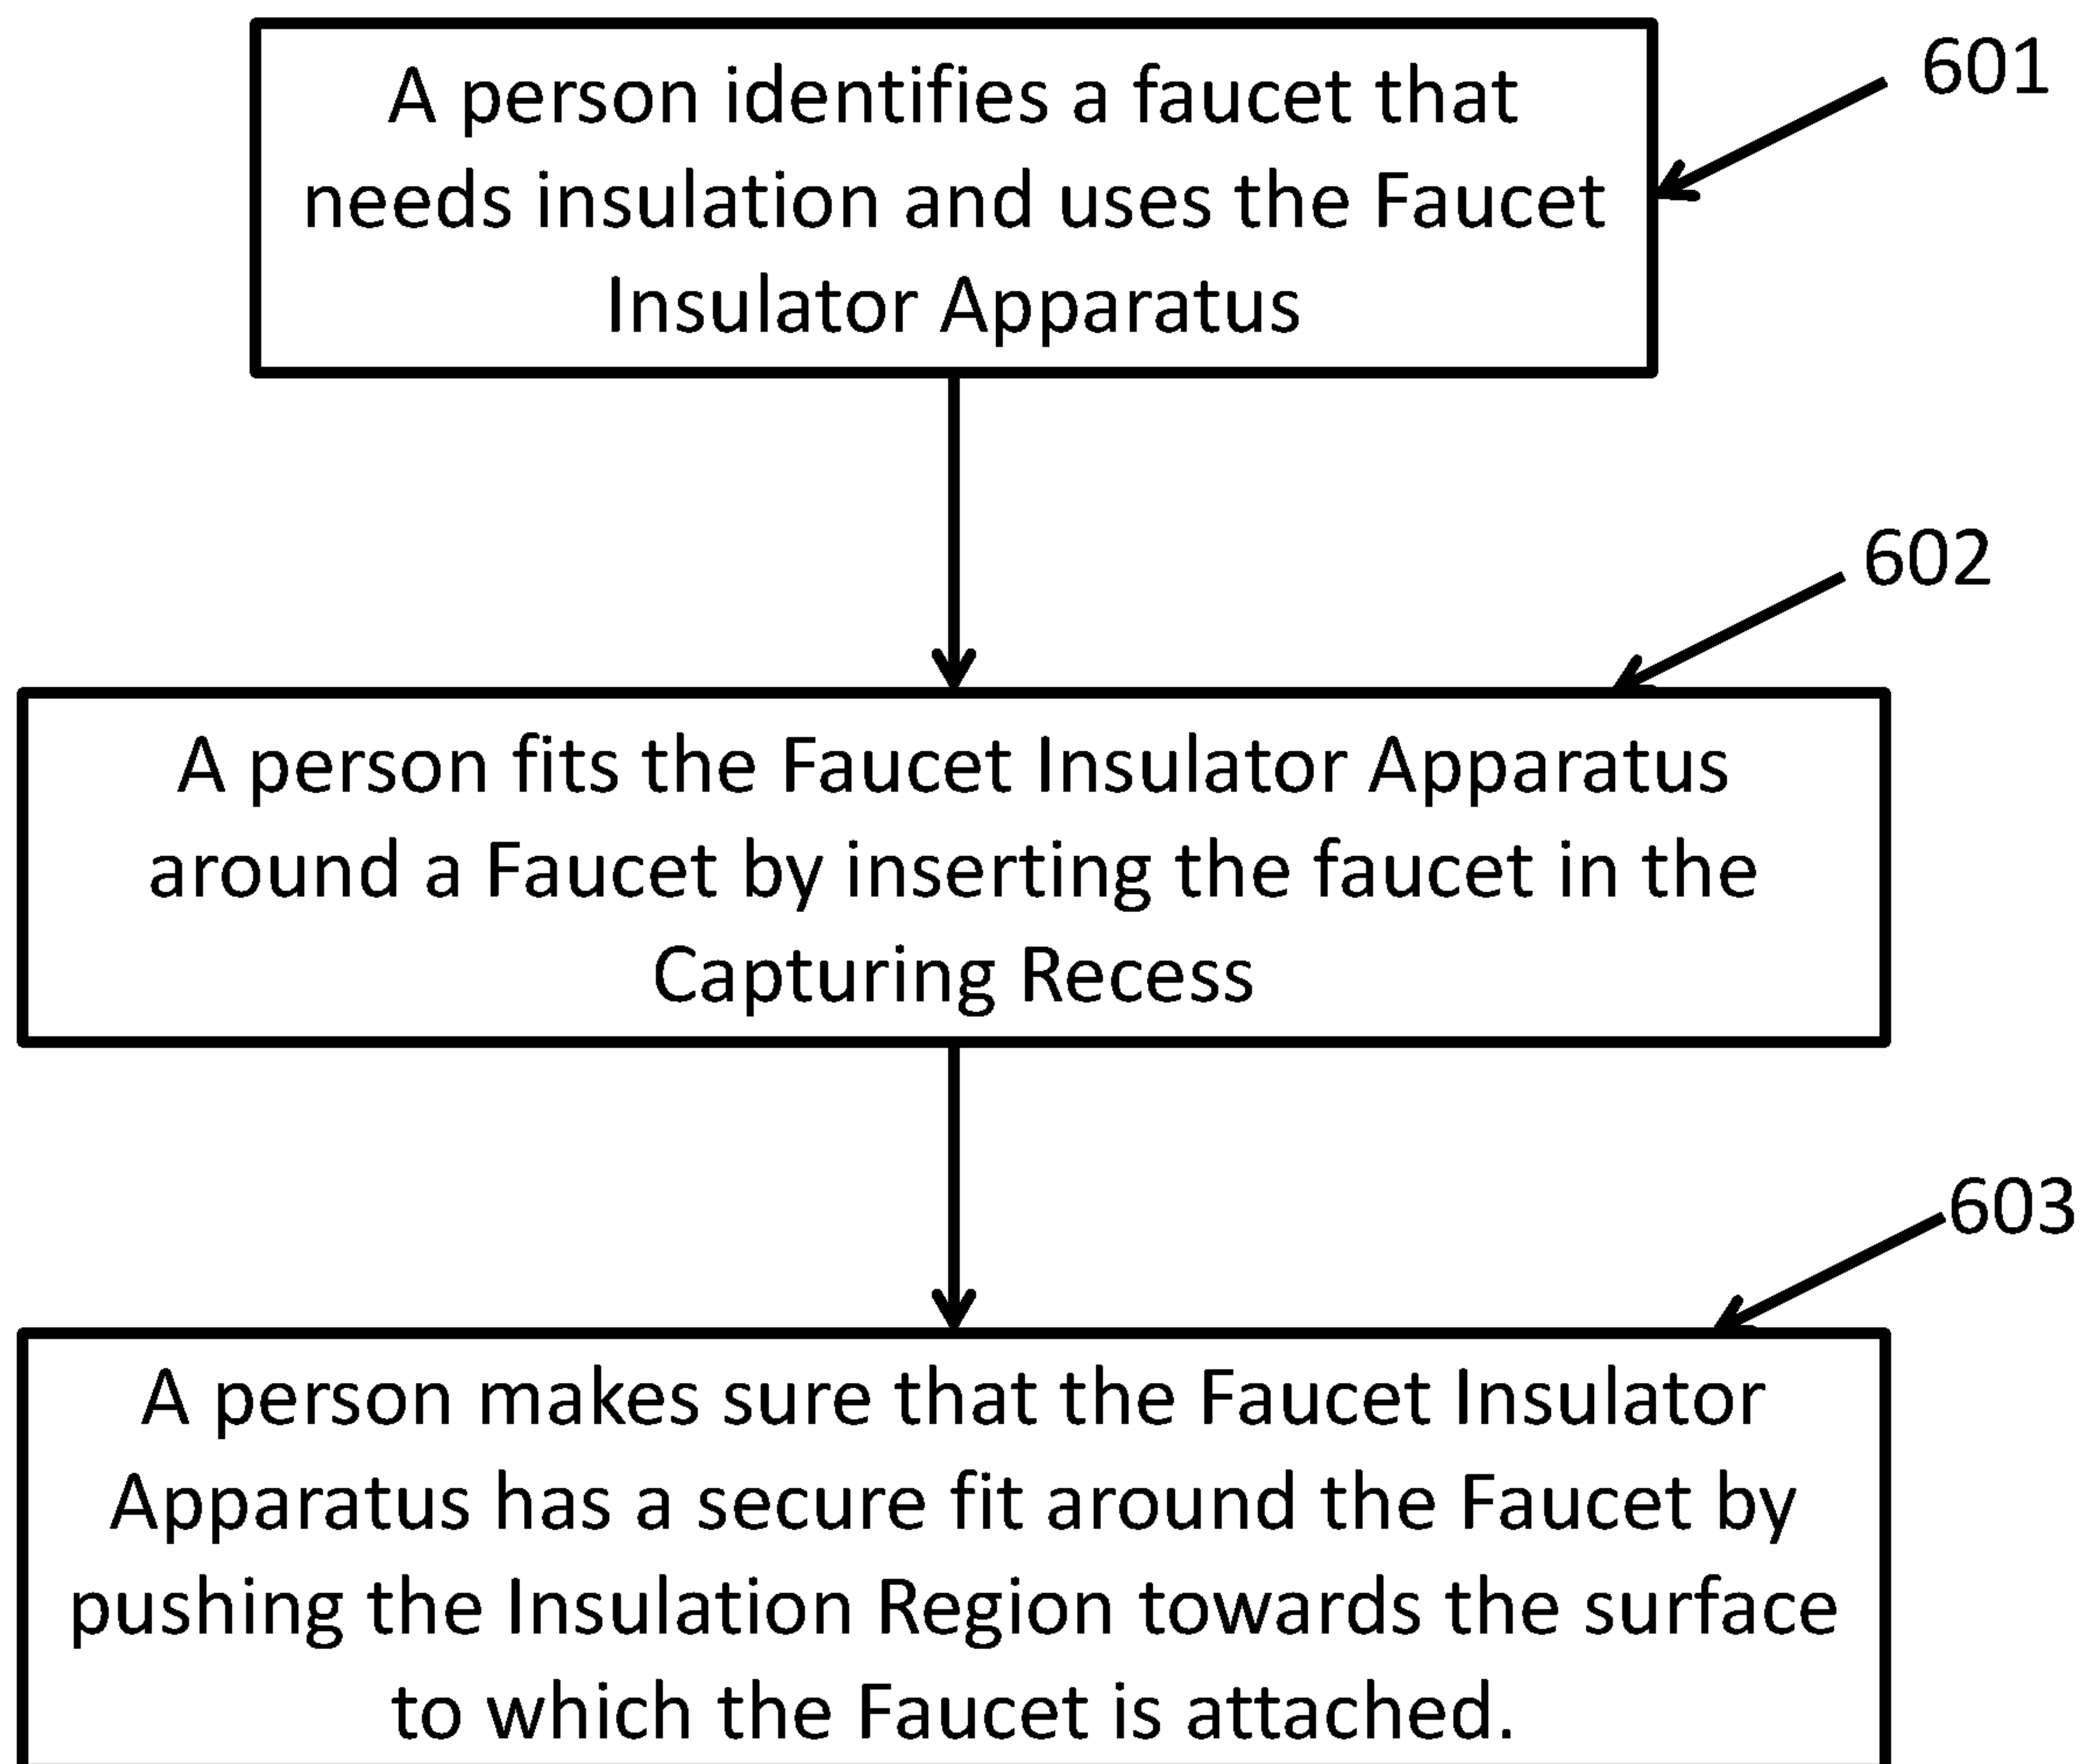 A person identifies a faucet that
needs insulation and uses the Faucet
Insulator Apparatus
601
602
A person fits the Faucet Insulator Apparatus
around a Faucet by inserting the faucet in the
Capturing Recess
603
A person makes sure that the Faucet Insulator
Apparatus has a secure fit around the Faucet by
pushing the Insulation Region towards the surface
to which the Faucet is attached.